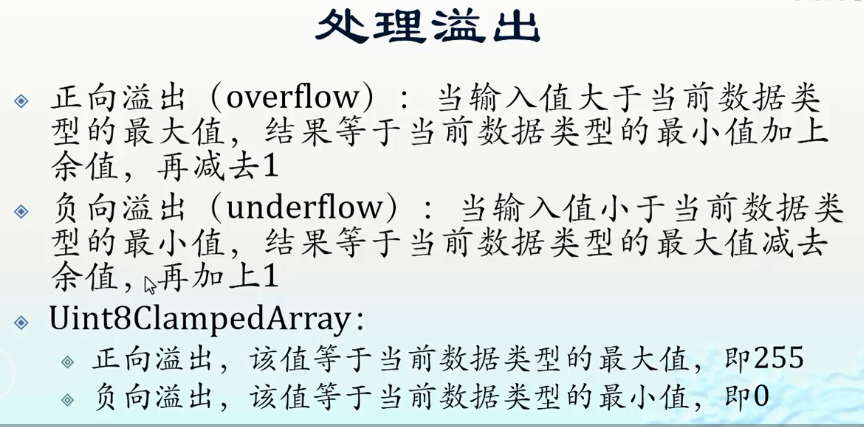 处理溢出
正向溢出（overflow）：当输入值大于当前数据类
型的最大值，结果等于当前数据类型的最小值加上
余值，再减去1
负向溢出（underflow）：当输入值小于当前数据类
型的最小值，结果等于当前数据类型的最大值减去
余值，再加上1
Uint8ClampedArray:
正向溢出，该值等于当前数据类型的最大值，即255
负向溢出，该值等于当前数据类型的最小值，即0